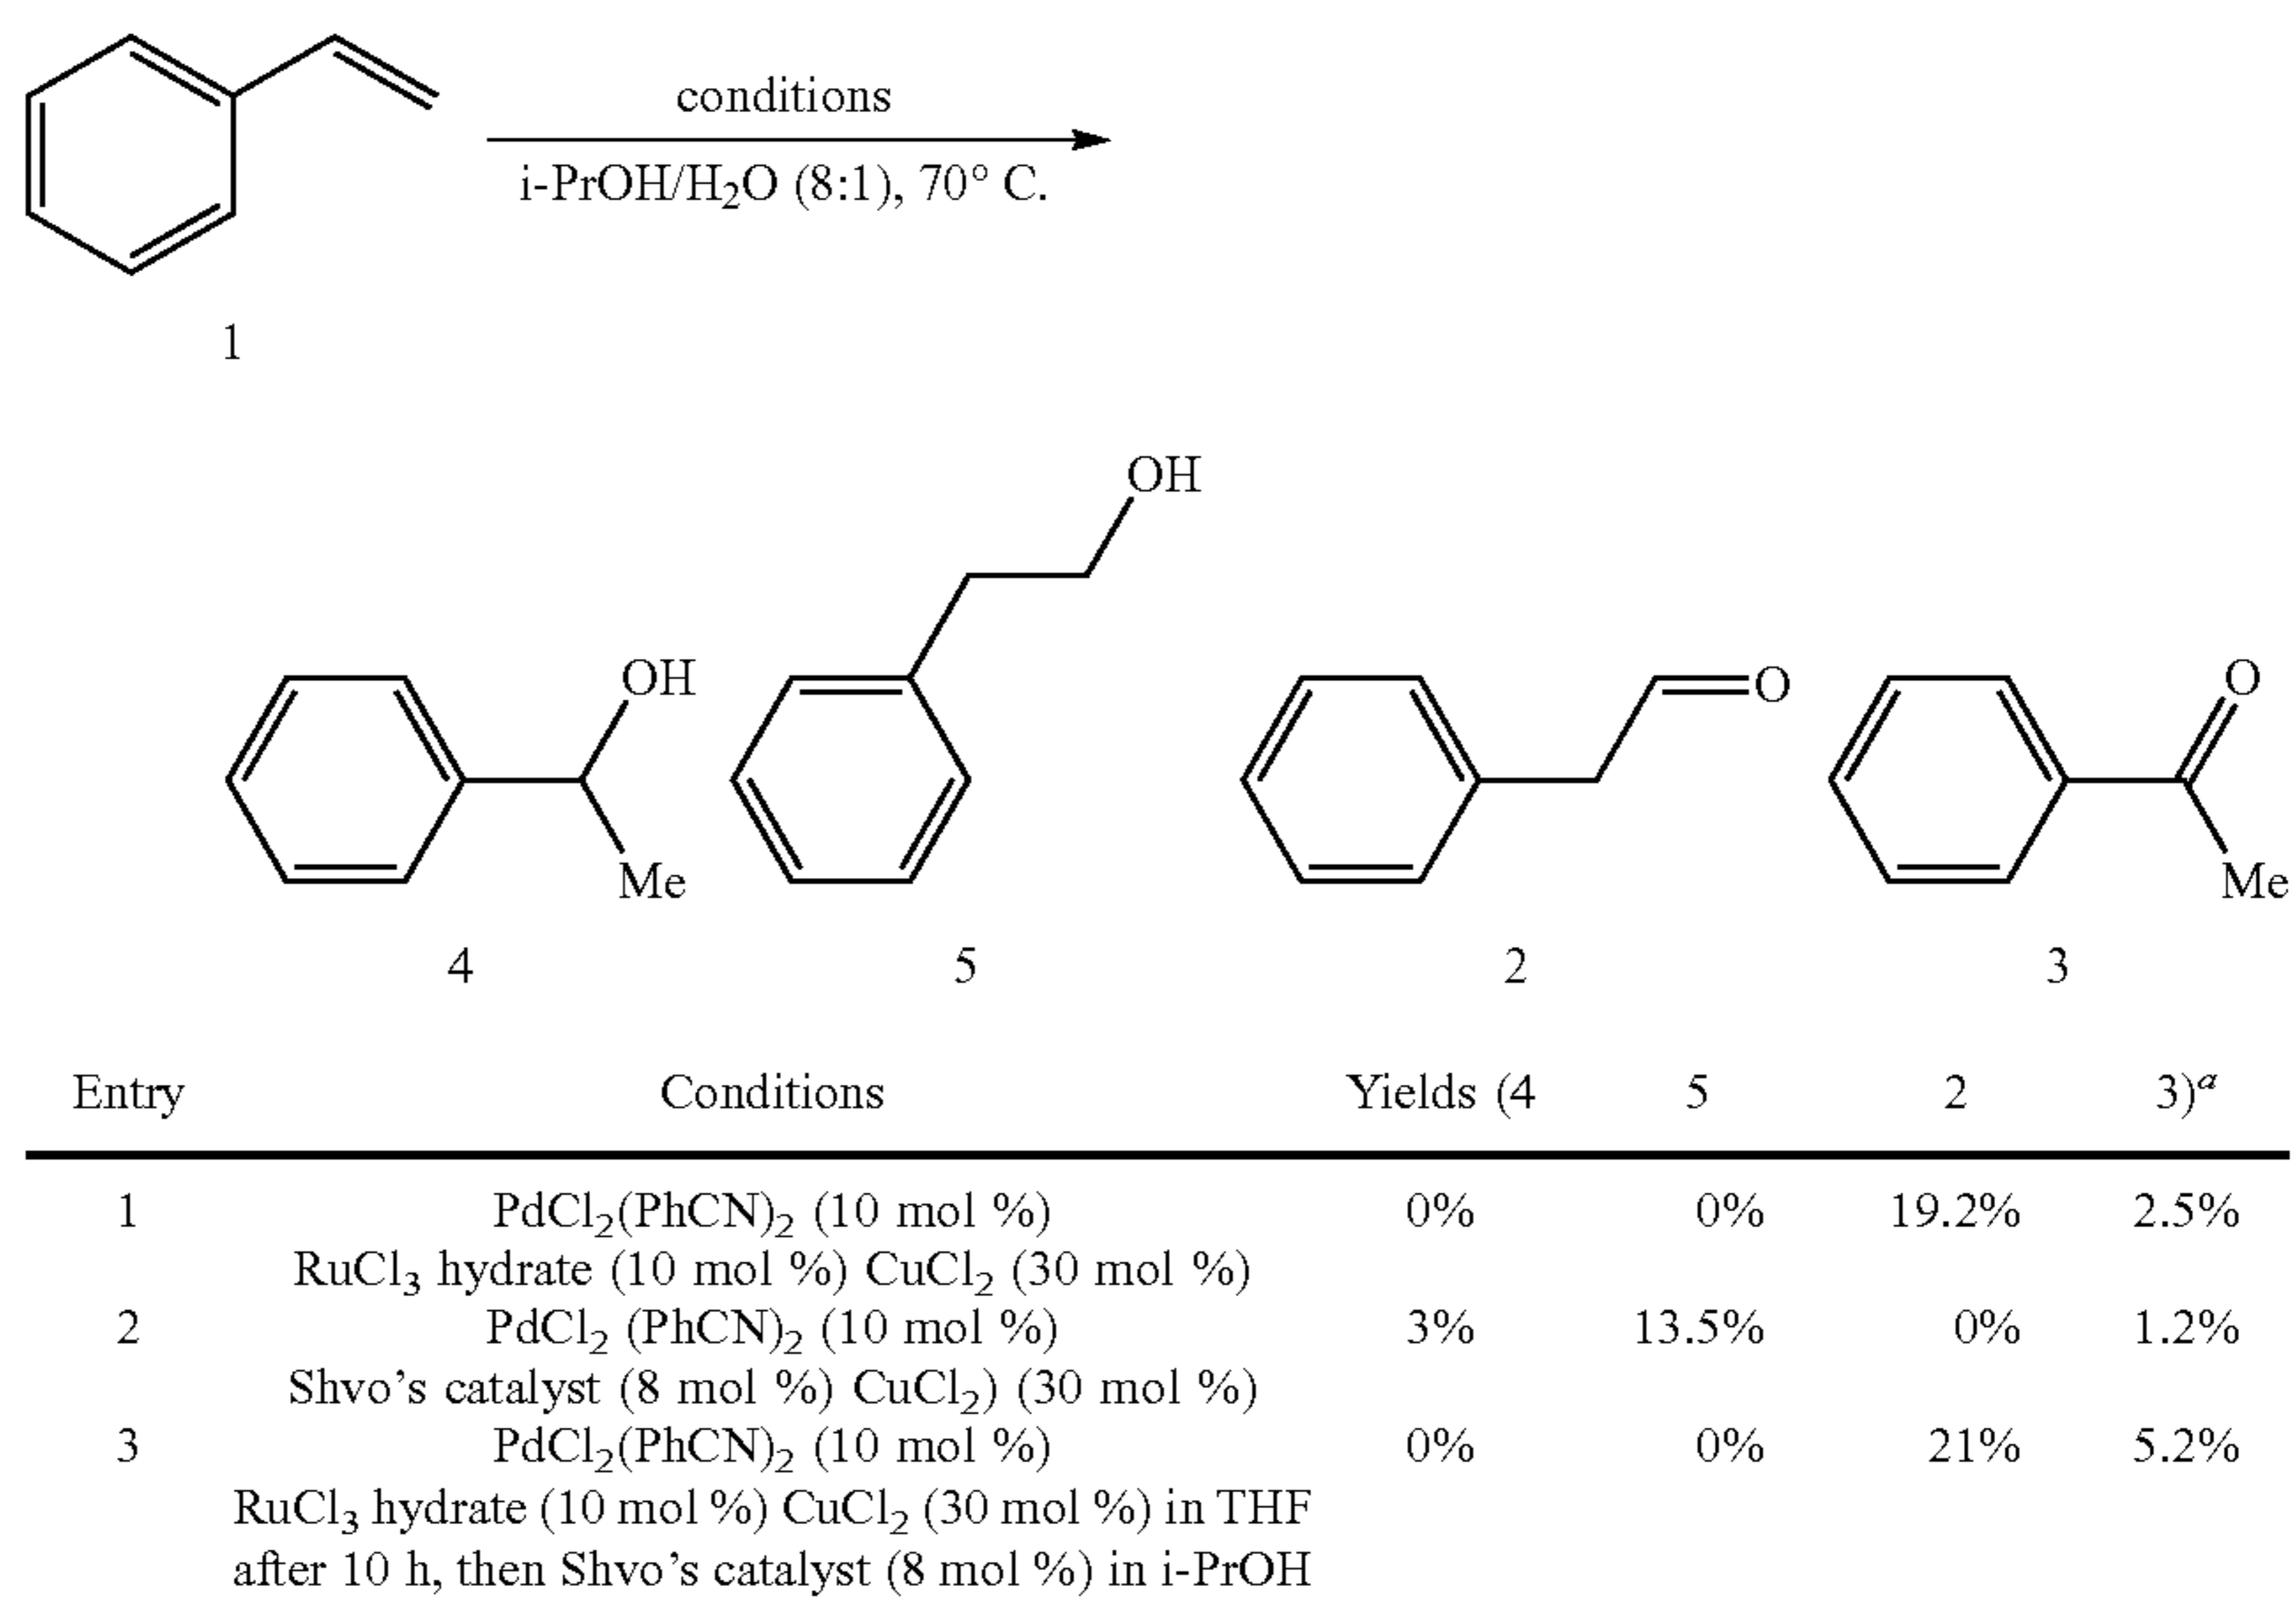 conditions
i-PrOH/H₂O (8:1), 70° C.
1
OH
OH
Me
O
O
Me
4 5 2 3
Entry Conditions Yields (4 5 2 3)ᵃ
1 PdCl₂(PhCN)₂ (10 mol %) 0% 0% 19.2% 2.5%
RuCl₃ hydrate (10 mol %) CuCl₂ (30 mol %)
2 PdCl₂ (PhCN)₂ (10 mol %) 3% 13.5% 0% 1.2%
Shvo’s catalyst (8 mol %) CuCl₂) (30 mol %)
3 PdCl₂(PhCN)₂ (10 mol %) 0% 0% 21% 5.2%
RuCl₃ hydrate (10 mol %) CuCl₂ (30 mol %) in THF
after 10 h, then Shvo’s catalyst (8 mol %) in i-PrOH